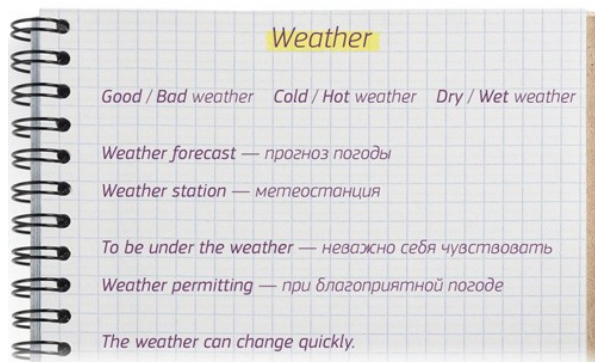 Weather
Good / Bad weather Cold / Hot weather Dry / Wet weather
Weather forecast — прогноз погоды
Weather station — метеостанция
To be under the weather — неважно себя чувствовать
Weather permitting — при благоприятной погоде
The weather can change quickly.